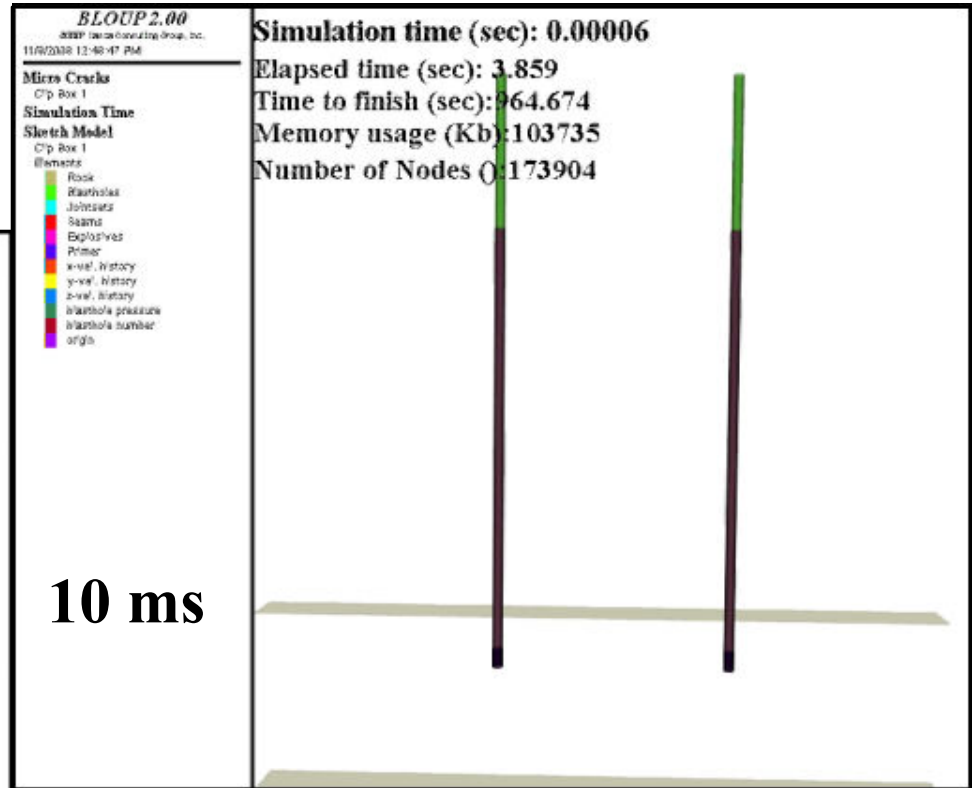 BLOUP 2.00
Consulting Group, Inc.
12:48:47 PM
Micro Cracks
Clip Box 1
Simulation Time
Sketch Model
Clip Box 1
Elements
Rock
Blastholes
Jointsets
Seams
Explosives
Primer
x-vel. history
y-vel. history
z-vel. history
blasthole pressure
blasthole number
origin
10 ms
Simulation time (sec): 0.00006
Elapsed time (sec): 3.859
Time to finish (sec):964.674
Memory usage (Kb):103735
Number of Nodes ():173904